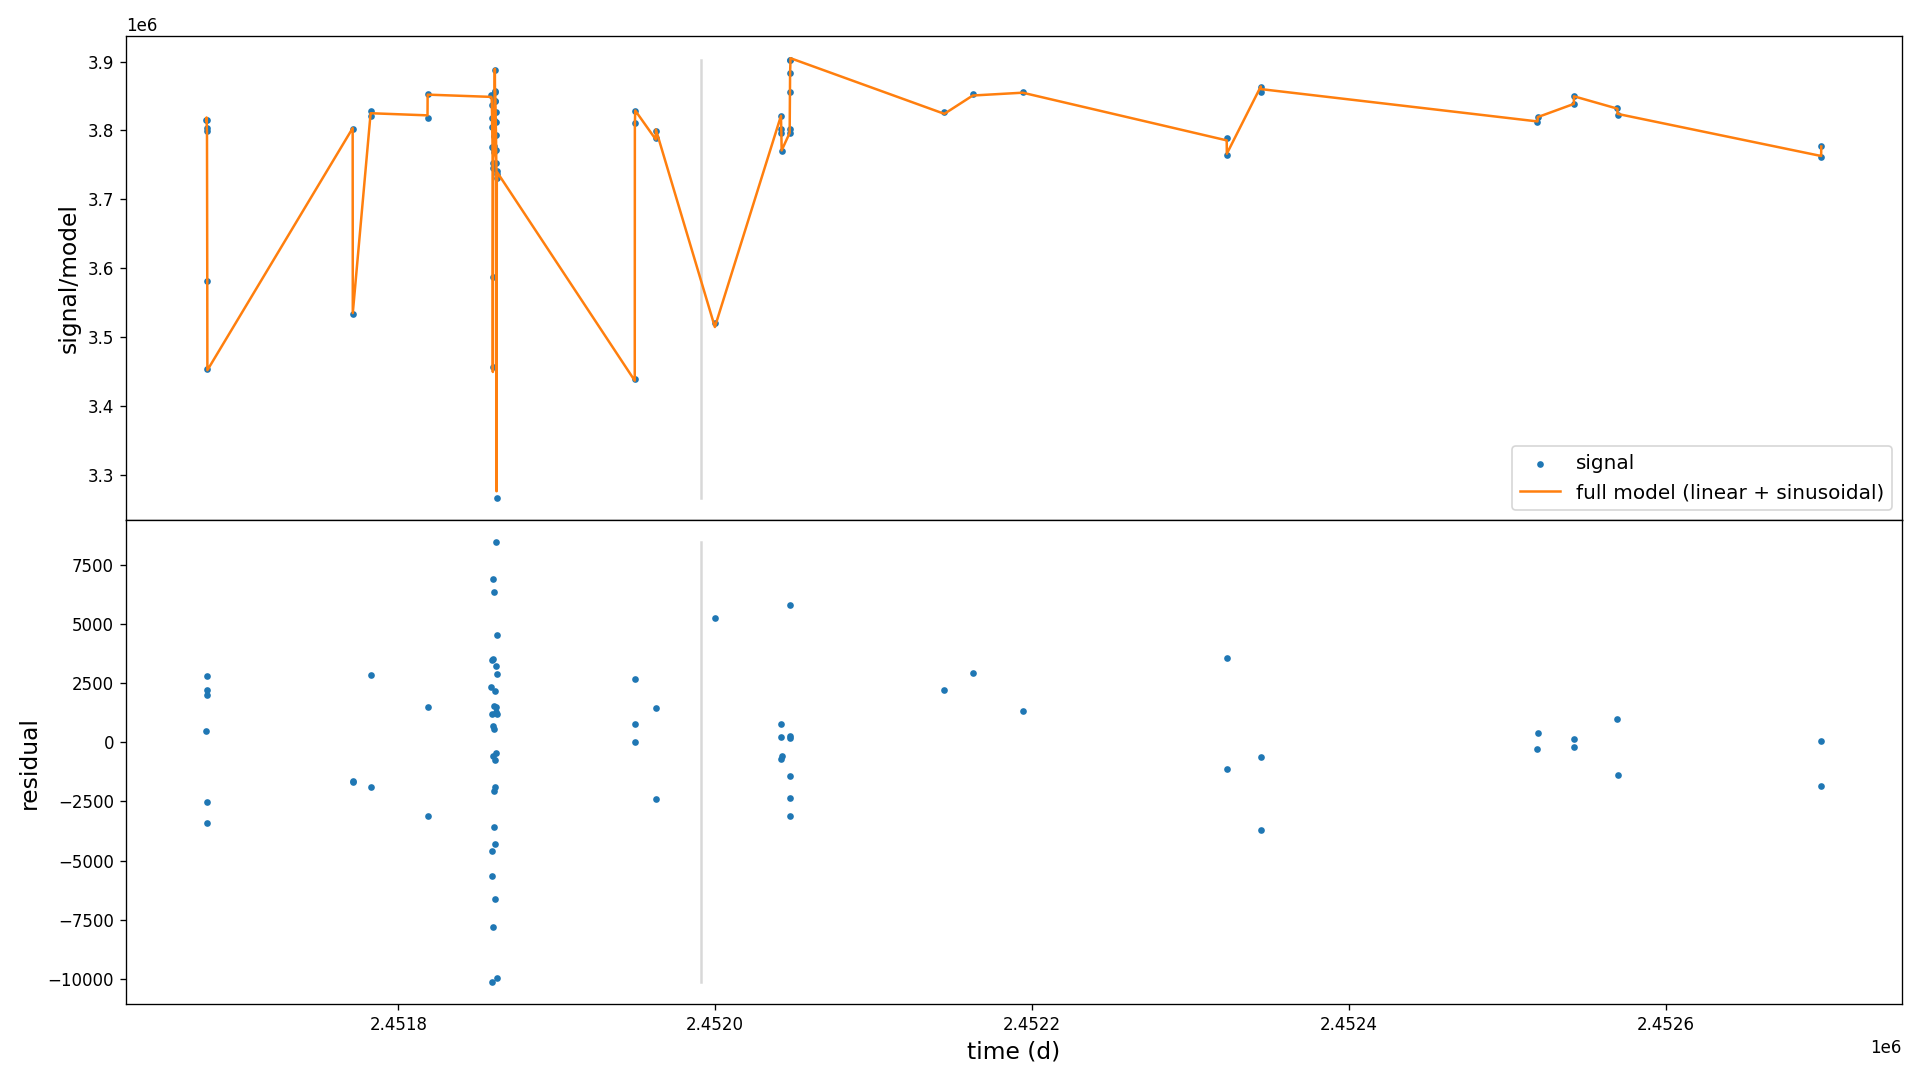 1e6
3.9
3.8
3.7
3.6
3.5
3.4
3.3
signal/model
signal
full model (linear + sinusoidal)
7500
5000
2500
0
−2500
−5000
−7500
−10000
residual
2.4518
2.4520
2.4522
2.4524
2.4526
1e6
time (d)